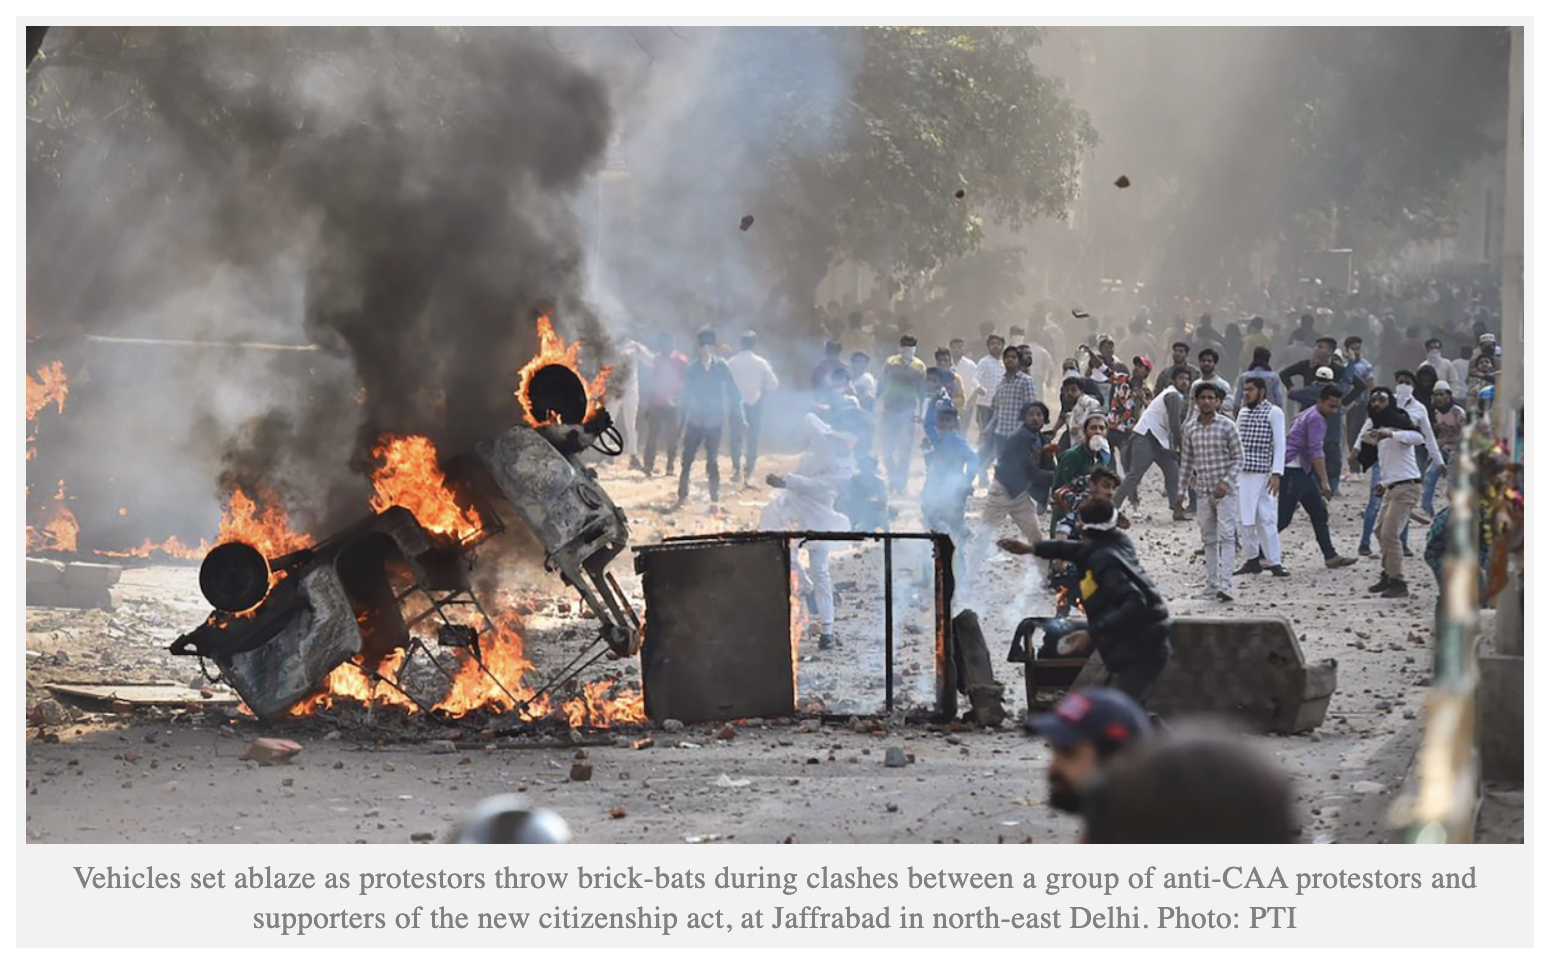 Vehicles set ablaze as protestors throw brick-bats during clashes between a group of anti-CAA protestors and
supporters of the new citizenship act, at Jaffrabad in north-east Delhi. Photo: PTI